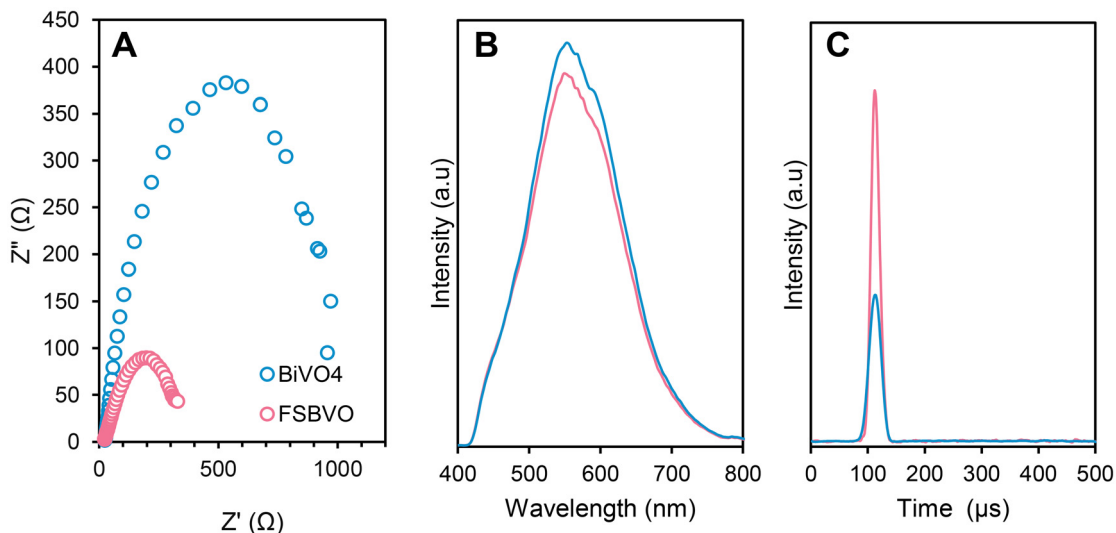 A
450
400
350
300
250
200
150
100
50
0
Z" (Ω)
0
500
1000
Z' (Ω)
BiVO4
FSBVO
B
Intensity (a.u)
400
500
600
700
800
Wavelength (nm)
C
Intensity (a.u)
0
100
200
300
400
500
Time (µs)